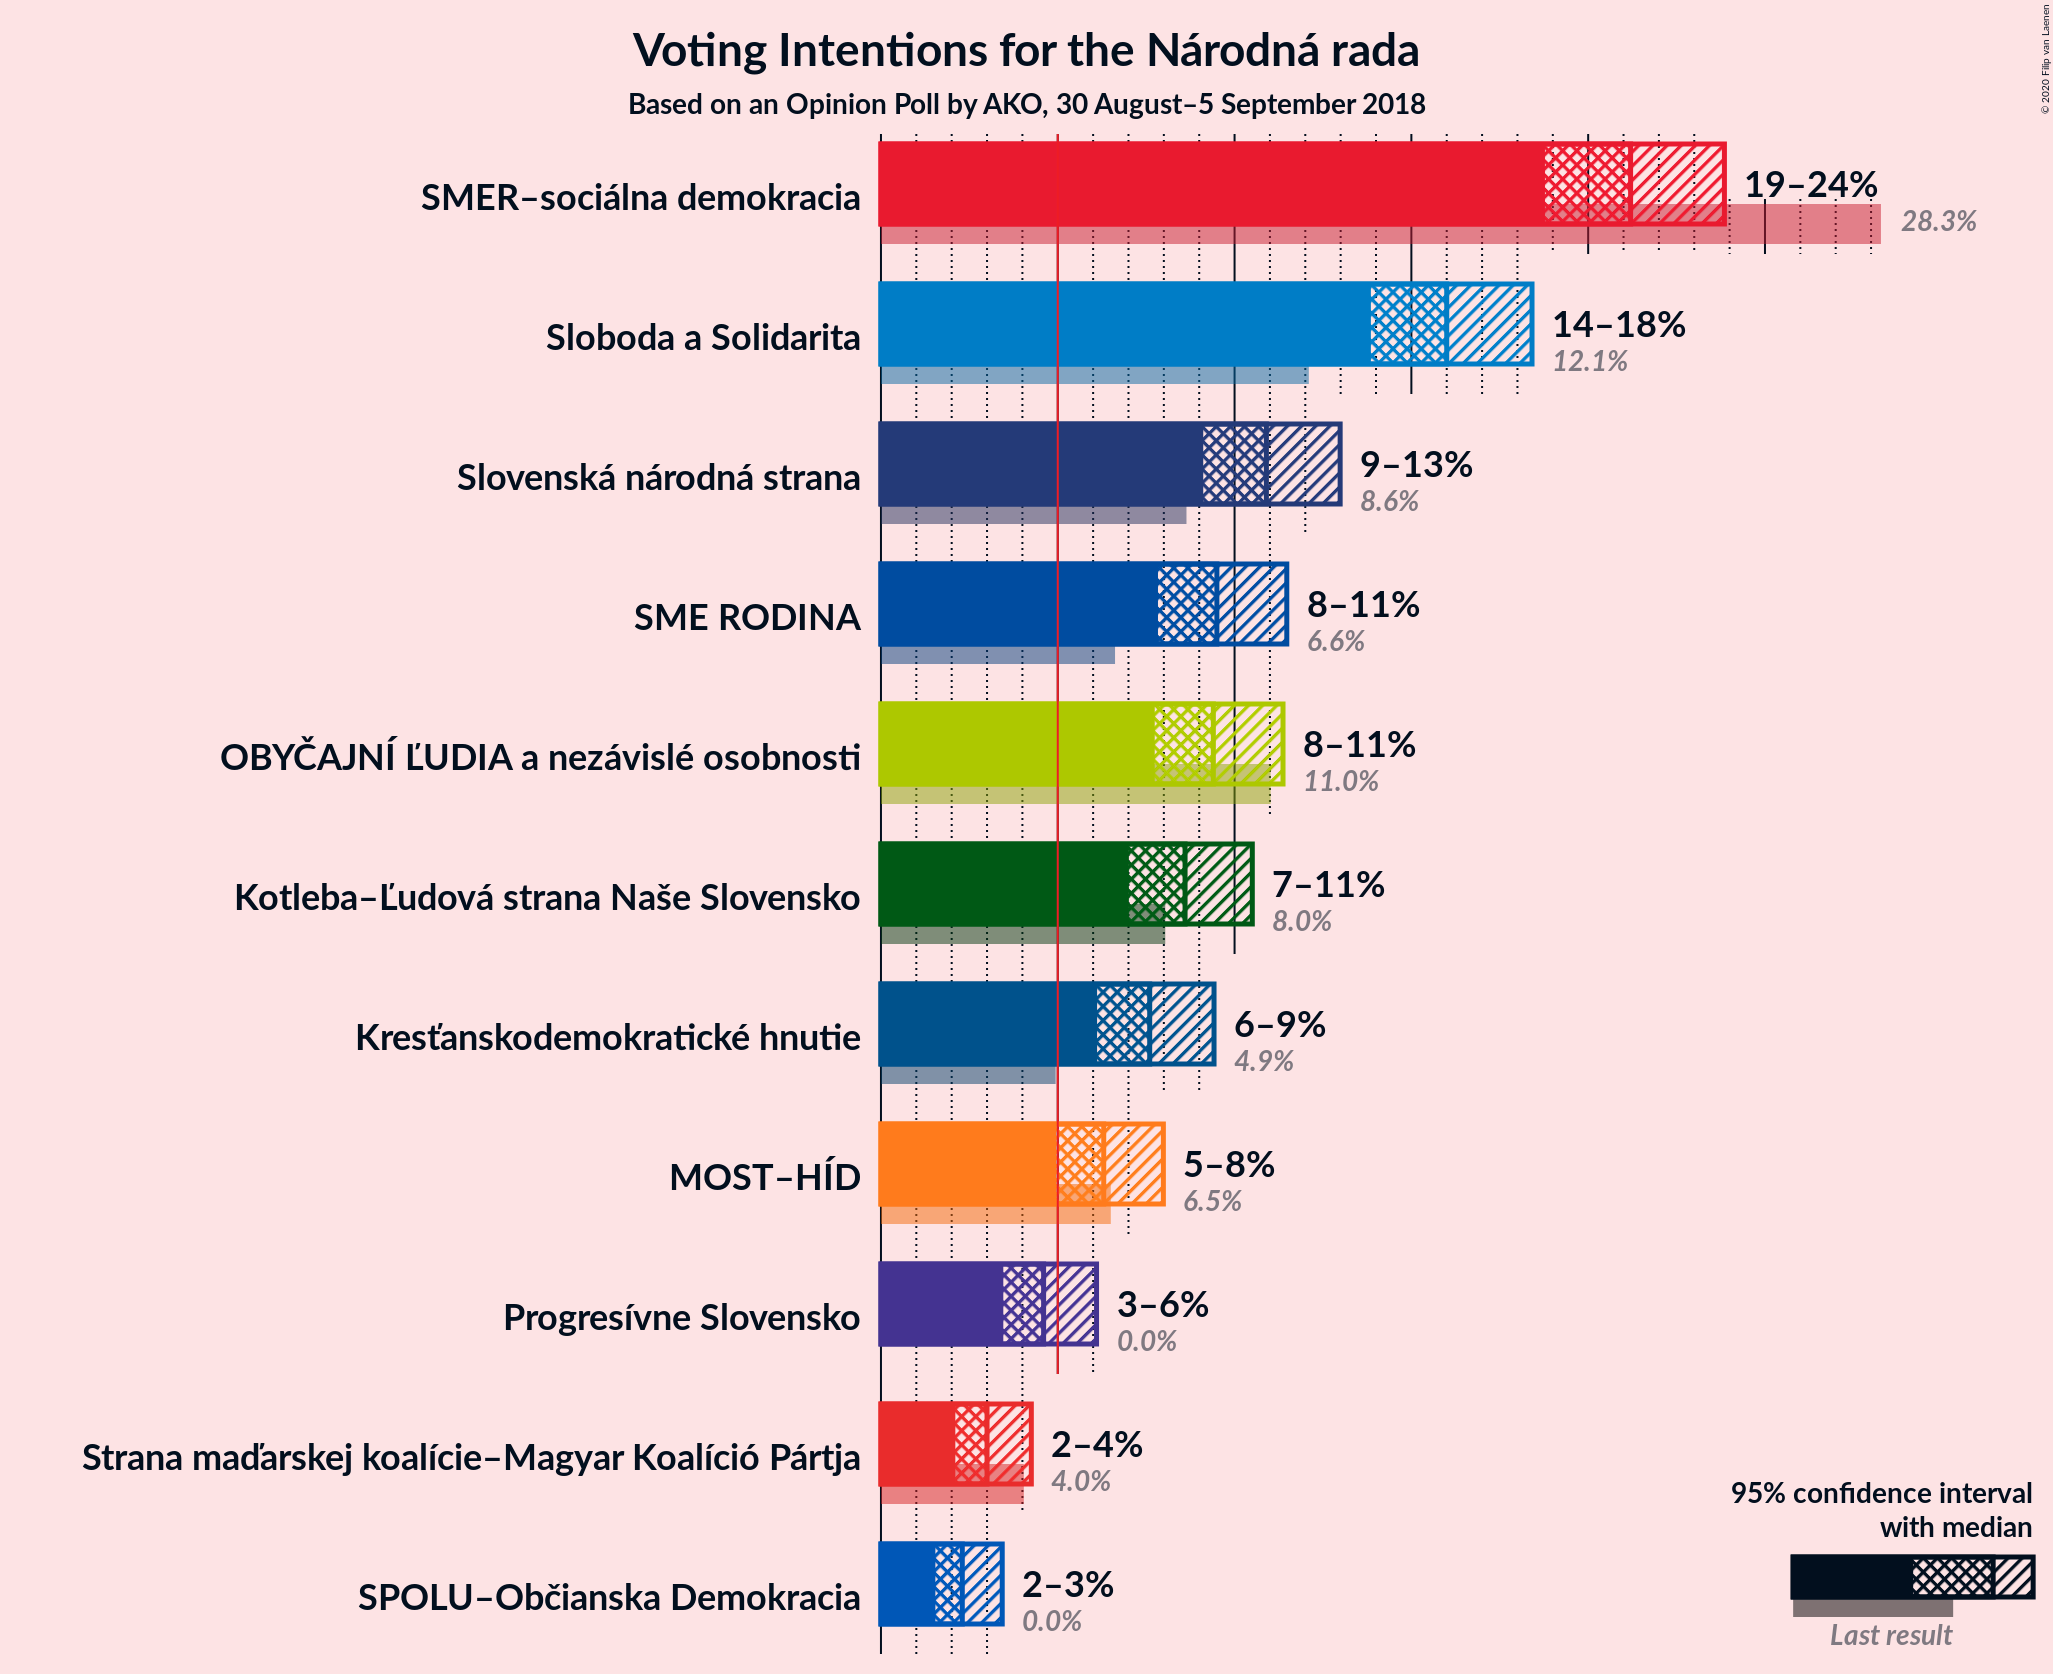 Voting Intentions for the Národná rada
Based on an Opinion Poll by AKO, 30 August–5 September 2018
© 2020 Filip van Laenen
SMER–sociálna demokracia
19–24%
28.3%
Sloboda a Solidarita
14–18%
12.1%
Slovenská národná strana
9–13%
8.6%
SME RODINA
8–11%
6.6%
OBYČAJNÍ ĽUDIA a nezávislé osobnosti
8–11%
11.0%
Kotleba–Ľudová strana Naše Slovensko
7–11%
8.0%
Kresťanskodemokratické hnutie
6–9%
4.9%
MOST–HÍD
5–8%
6.5%
Progresívne Slovensko
3–6%
0.0%
Strana maďarskej koalície–Magyar Koalíció Pártja
2–4%
4.0%
SPOLU–Občianska Demokracia
2–3%
0.0%
95% confidence interval
with median
Last result